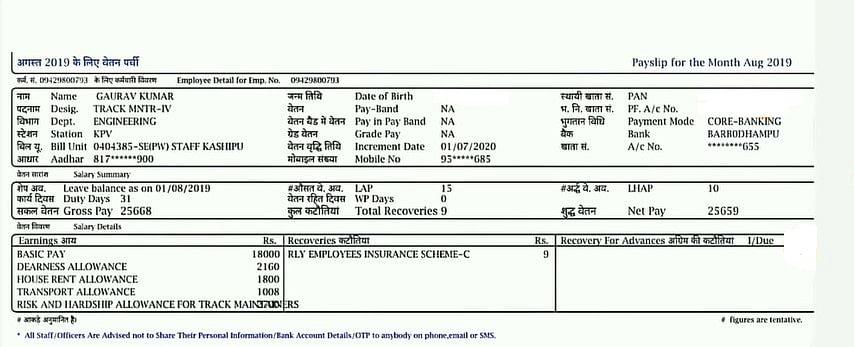 अगस्त 2019 के लिए वेतन पर्ची Payslip for the Month Aug 2019
कर्म. सं. 09429800793 के लिए कर्मचारी विवरण Employee Detail for Emp. No. 09429800793
नाम Name GAURAV KUMAR जन्म तिथि Date of Birth स्थायी खाता सं. PAN
पदनाम Desig. TRACK MNTR-IV वेतन Pay-Band NA भ. नि. खाता सं. PF. A/c No.
विभाग Dept. ENGINEERING वेतन बैड मे वेतन Pay in Pay Band NA भुगतान विधि Payment Mode CORE-BANKING
स्टेशन Station KPV ग्रेड वेतन Grade Pay NA बैंक Bank BARB0DHAMPU
बिल यू. Bill Unit 0404385-SE(PW) STAFF KASHIPU वेतन वृद्धि तिथि Increment Date 01/07/2020 खाता सं. A/c No. ********655
आधार Aadhar 817******900 मोबाइल संख्या Mobile No 95*****685
वेतन सारांश Salary Summary
शेष अव. Leave balance as on 01/08/2019 #औसत वे. अव. LAP 15 #अर्द्ध वे. अव. LHAP 10
कार्य दिवस Duty Days 31 वेतन रहित दिवस WP Days 0
सकल वेतन Gross Pay 25668 कुल कटौतियां Total Recoveries 9 शुद्ध वेतन Net Pay 25659
वेतन विवरण Salary Details
Earnings आय Rs. Recoveries कटौतिया Rs. Recovery For Advances अग्रिम की कटौतियां I/Due
BASIC PAY 18000 RLY EMPLOYEES INSURANCE SCHEME-C 9
DEARNESS ALLOWANCE 2160
HOUSE RENT ALLOWANCE 1800
TRANSPORT ALLOWANCE 1008
RISK AND HARDSHIP ALLOWANCE FOR TRACK MAINTAINERS
# आकड़े अनुमानित है। # figures are tentative.
* All Staff/Officers Are Advised not to Share Their Personal Information/Bank Account Details/OTP to anybody on phone,email or SMS.